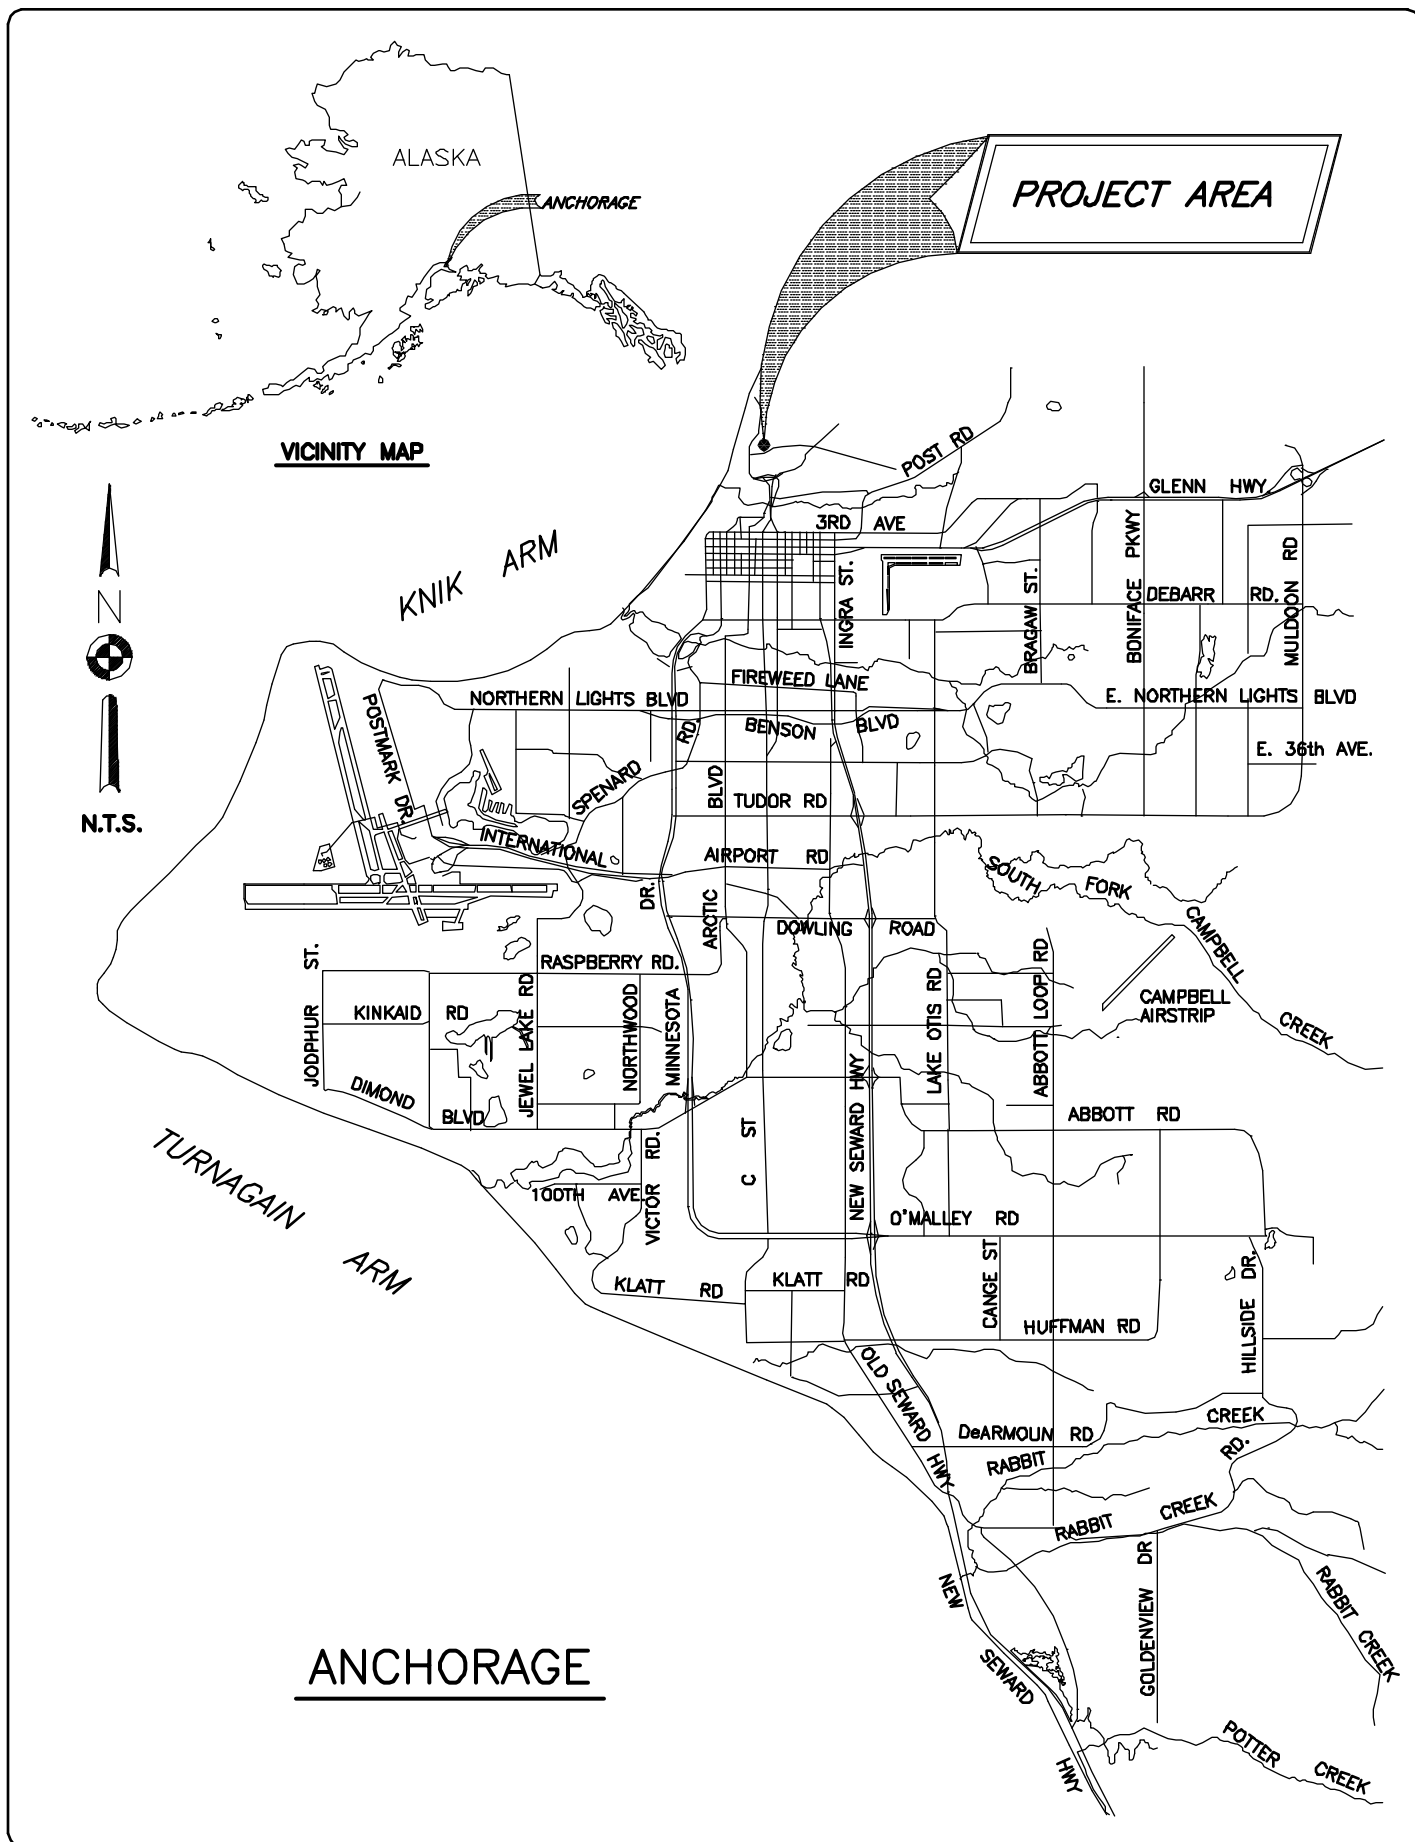 ALASKA
ANCHORAGE
PROJECT AREA
VICINITY MAP
N
N.T.S.
KNIK ARM
POST RD
GLENN HWY
3RD AVE
INGRA ST.
BRAGAW ST.
BONIFACE PKWY
DEBARR RD.
MULDOON RD
FIREWEED LANE
NORTHERN LIGHTS BLVD
E. NORTHERN LIGHTS BLVD
BENSON BLVD
E. 36th AVE.
POSTMARK DR.
SPENARD RD.
TUDOR RD
INTERNATIONAL AIRPORT RD
ARCTIC BLVD
SOUTH FORK CAMPBELL CREEK
DOWLING ROAD
JODPHUR ST.
RASPBERRY RD.
KINKAID RD
JEWEL LAKE RD
NORTHWOOD
MINNESOTA DR.
LAKE OTIS RD
ABBOTT LOOP RD
CAMPBELL
AIRSTRIP
DIMOND BLVD
ABBOTT RD
C ST
NEW SEWARD HWY
VICTOR RD.
100TH AVE.
TURNAGAIN ARM
O'MALLEY RD
KLATT RD
KLATT RD
CANGE ST
HUFFMAN RD
HILLSIDE DR.
OLD SEWARD HWY
DeARMOUN RD
RABBIT CREEK
RABBIT CREEK RD.
GOLDENVIEW DR
RABBIT CREEK
NEW SEWARD HWY
POTTER CREEK
ANCHORAGE